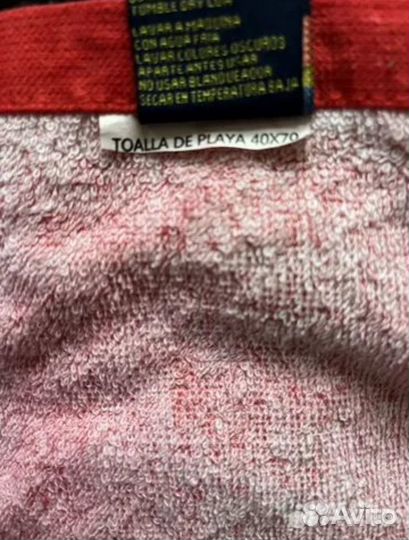 TUMBLE DRY LOW
LAVAR A MAQUINA
CON AGUA FRIA
LAVAR COLORES OSCUROS
APARTE ANTES USAR
NO USAR BLANQUEADOR
SECAR EN TEMPERATURA BAJA
TOALLA DE PLAYA 40X70
Avito